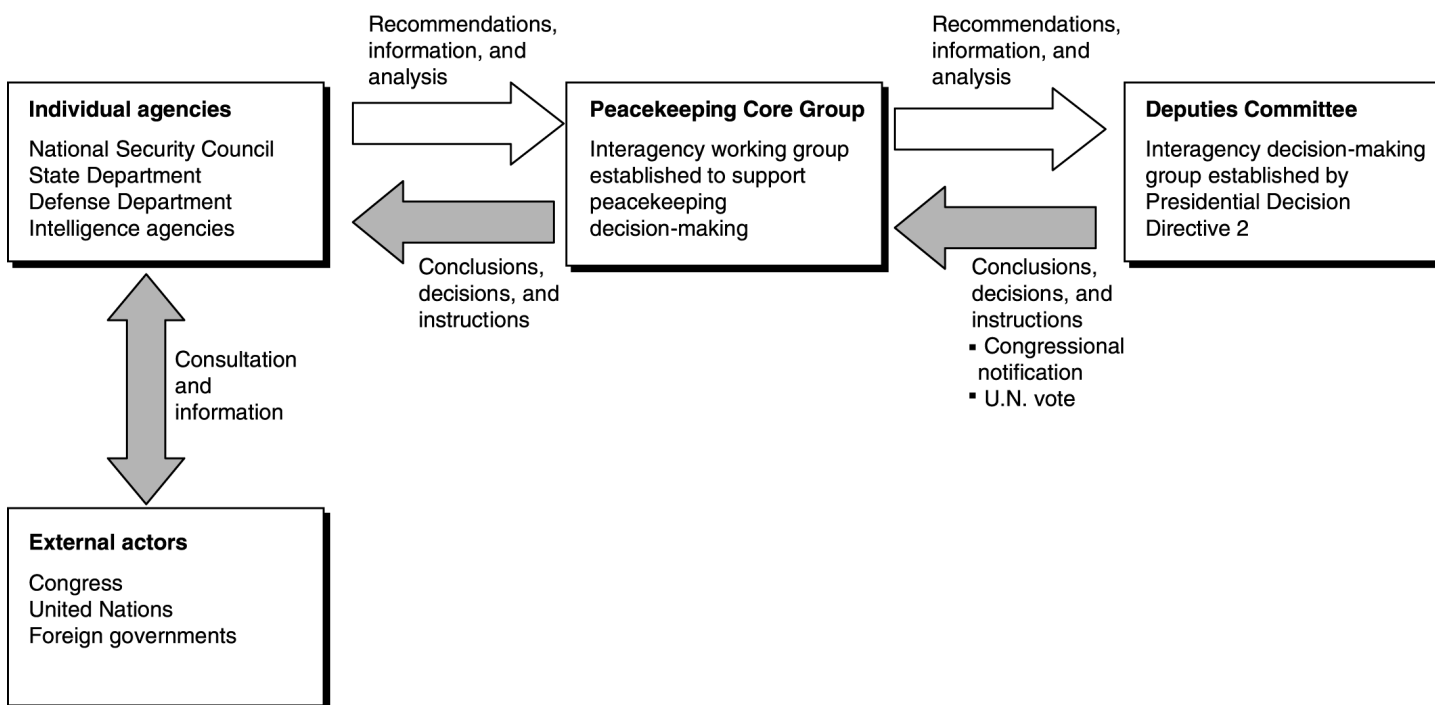 Recommendations,
information, and
analysis
Recommendations,
information, and
analysis
Individual agencies
National Security Council
State Department
Defense Department
Intelligence agencies
Peacekeeping Core Group
Interagency working group
established to support
peacekeeping
decision-making
Deputies Committee
Interagency decision-making
group established by
Presidential Decision
Directive 2
Conclusions,
decisions, and
instructions
Conclusions,
decisions, and
instructions
▪ Congressional
notification
▪ U.N. vote
Consultation
and
information
External actors
Congress
United Nations
Foreign governments